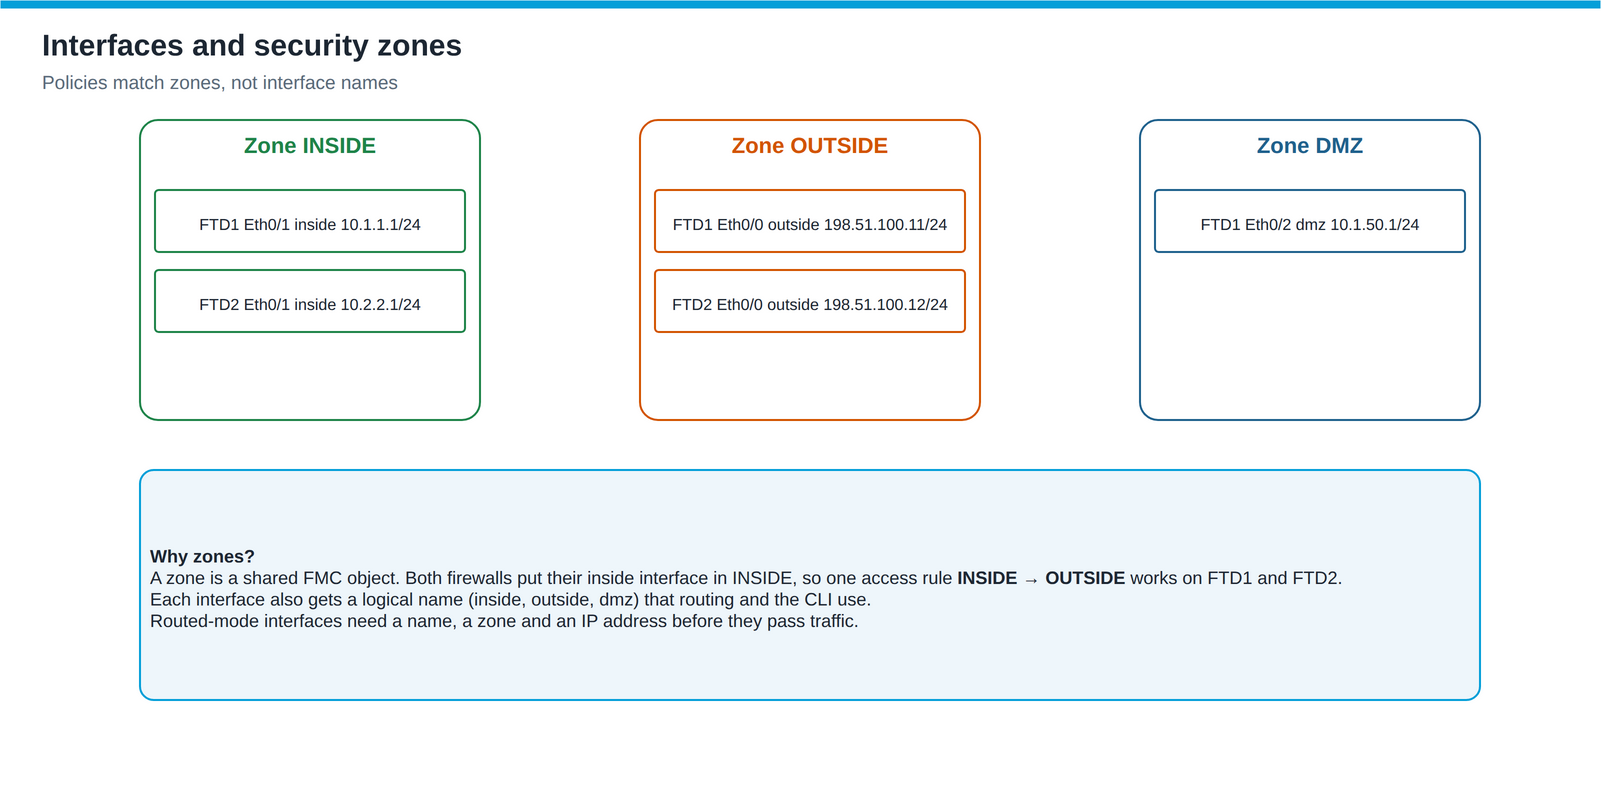 Interfaces and security zones
Policies match zones, not interface names
Zone INSIDE
FTD1 Eth0/1 inside 10.1.1.1/24
FTD2 Eth0/1 inside 10.2.2.1/24
Zone OUTSIDE
FTD1 Eth0/0 outside 198.51.100.11/24
FTD2 Eth0/0 outside 198.51.100.12/24
Zone DMZ
FTD1 Eth0/2 dmz 10.1.50.1/24
Why zones?
A zone is a shared FMC object. Both firewalls put their inside interface in INSIDE, so one access rule INSIDE → OUTSIDE works on FTD1 and FTD2.
Each interface also gets a logical name (inside, outside, dmz) that routing and the CLI use.
Routed-mode interfaces need a name, a zone and an IP address before they pass traffic.